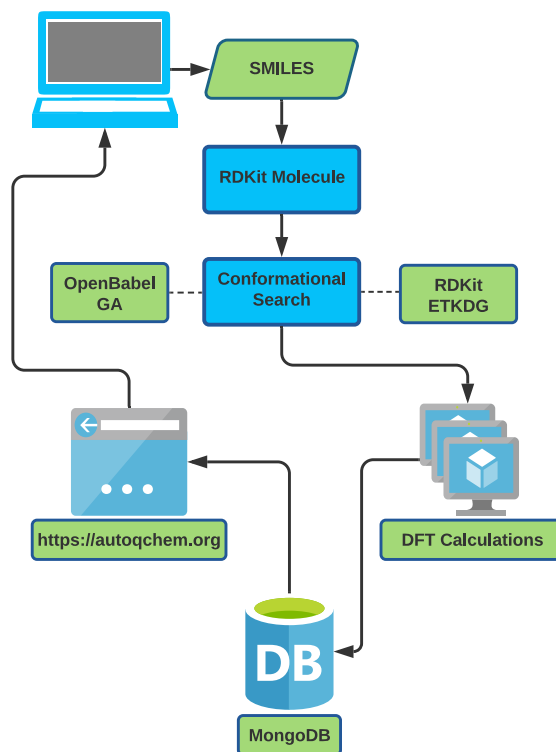 SMILES
RDKit Molecule
OpenBabel
GA
Conformational
Search
RDKit
ETKDG
https://autoqchem.org
DFT Calculations
DB
MongoDB